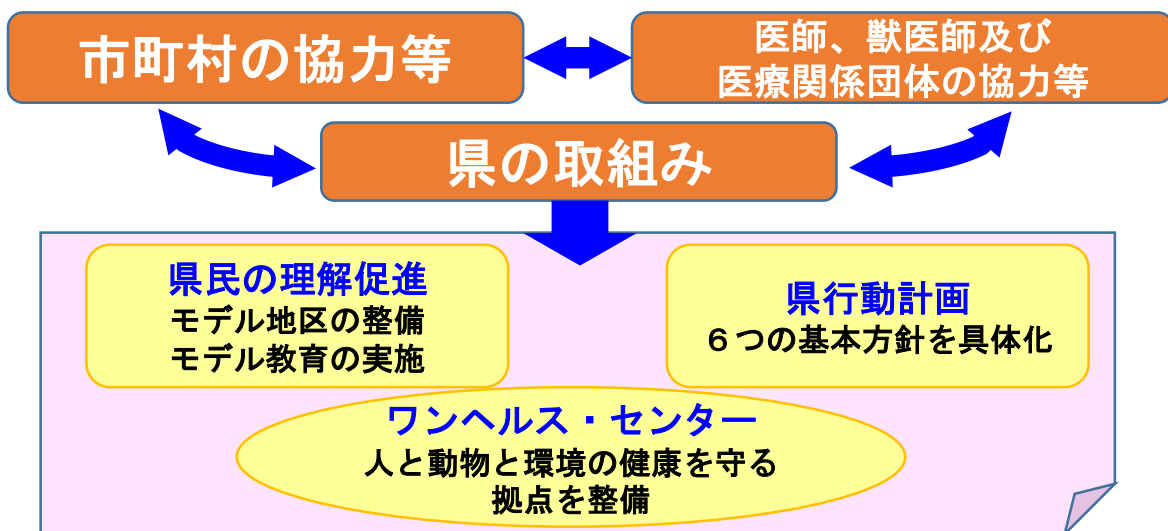 市町村の協力等
医師、獣医師及び
医療関係団体の協力等
県の取組み
県民の理解促進
モデル地区の整備
モデル教育の実施
県行動計画
６つの基本方針を具体化
ワンヘルス・センター
人と動物と環境の健康を守る
拠点を整備